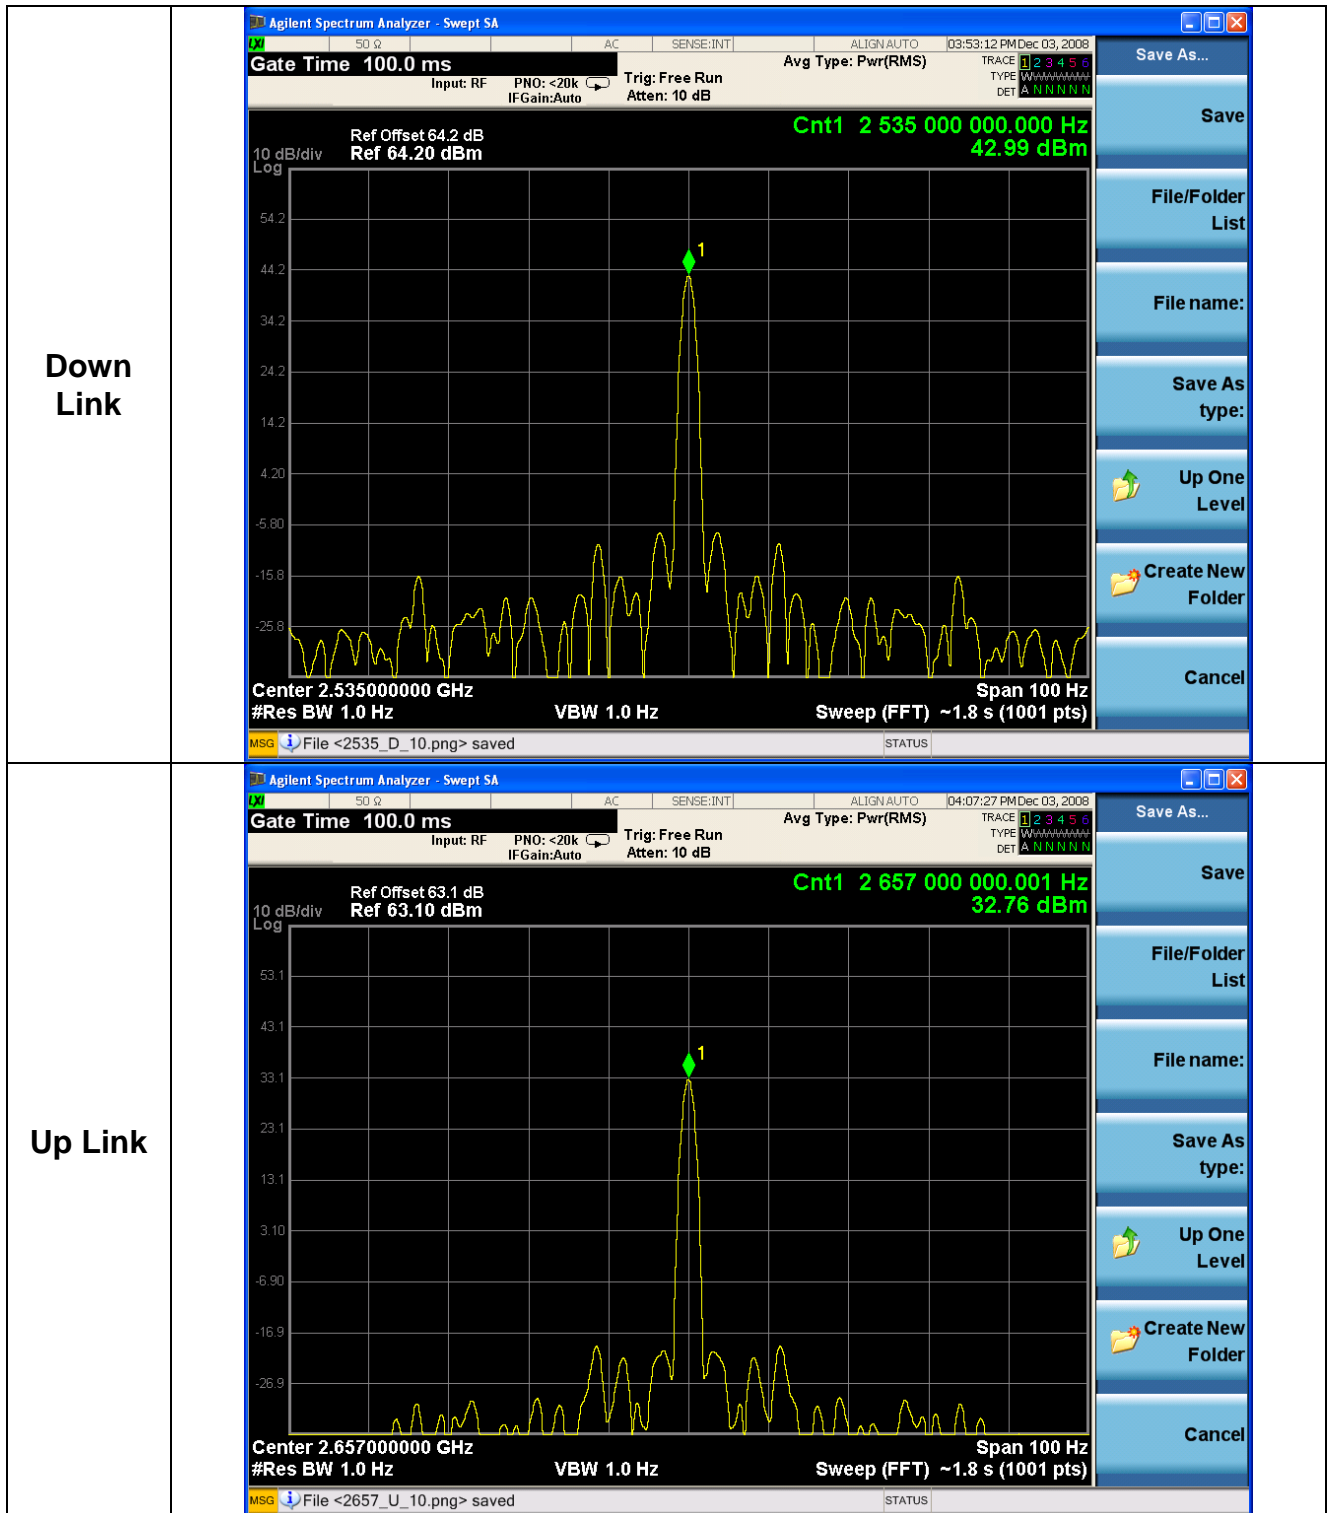 Down
Link
Agilent Spectrum Analyzer - Swept SA
LXI 50 Ω AC SENSE:INT ALIGN AUTO 03:53:12 PM Dec 03, 2008
Gate Time 100.0 ms
Input: RF PNO: <20k
IFGain:Auto
Trig: Free Run
Atten: 10 dB
Avg Type: Pwr(RMS)
TRACE 1 2 3 4 5 6
TYPE
DET A N N N N N
Cnt1 2 535 000 000.000 Hz
42.99 dBm
Ref Offset 64.2 dB
10 dB/div Ref 64.20 dBm
Log
54.2
1
44.2
34.2
24.2
14.2
4.20
-5.80
-15.8
-25.8
Center 2.535000000 GHz Span 100 Hz
#Res BW 1.0 Hz VBW 1.0 Hz Sweep (FFT) ~1.8 s (1001 pts)
MSG File <2535_D_10.png> saved STATUS
Save As...
Save
File/Folder
List
File name:
Save As
type:
Up One
Level
Create New
Folder
Cancel
Up Link
Agilent Spectrum Analyzer - Swept SA
LXI 50 Ω AC SENSE:INT ALIGN AUTO 04:07:27 PM Dec 03, 2008
Gate Time 100.0 ms
Input: RF PNO: <20k
IFGain:Auto
Trig: Free Run
Atten: 10 dB
Avg Type: Pwr(RMS)
TRACE 1 2 3 4 5 6
TYPE
DET A N N N N N
Cnt1 2 657 000 000.001 Hz
32.76 dBm
Ref Offset 63.1 dB
10 dB/div Ref 63.10 dBm
Log
53.1
43.1
1
33.1
23.1
13.1
3.10
-6.90
-16.9
-26.9
Center 2.657000000 GHz Span 100 Hz
#Res BW 1.0 Hz VBW 1.0 Hz Sweep (FFT) ~1.8 s (1001 pts)
MSG File <2657_U_10.png> saved STATUS
Save As...
Save
File/Folder
List
File name:
Save As
type:
Up One
Level
Create New
Folder
Cancel